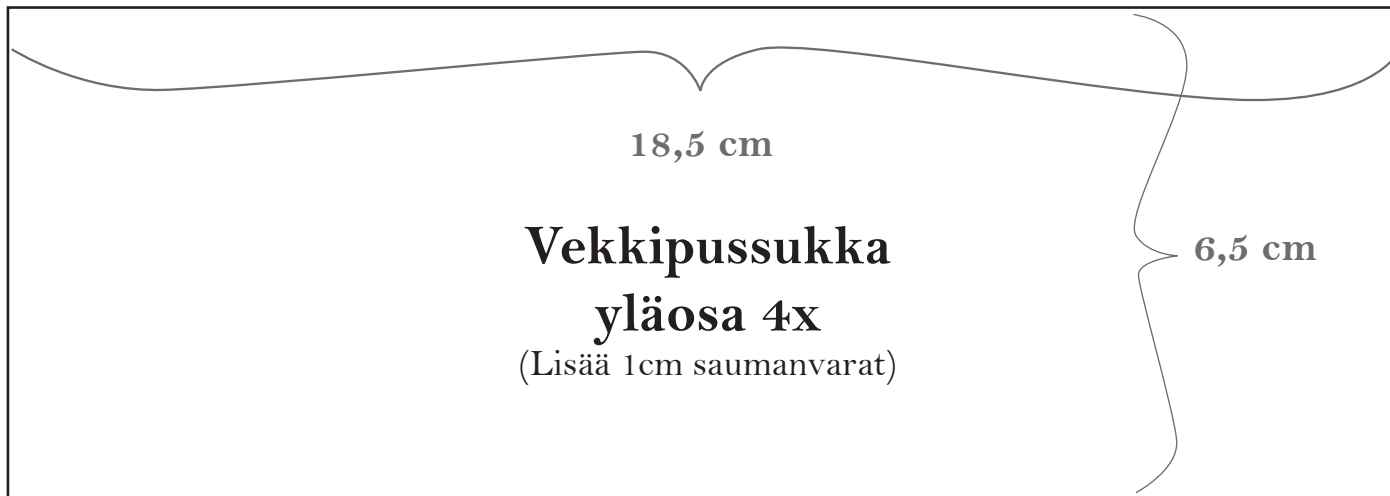 18,5 cm
Vekkipussukka
6,5 cm
yläosa 4x
(Lisää 1cm saumanvarat)